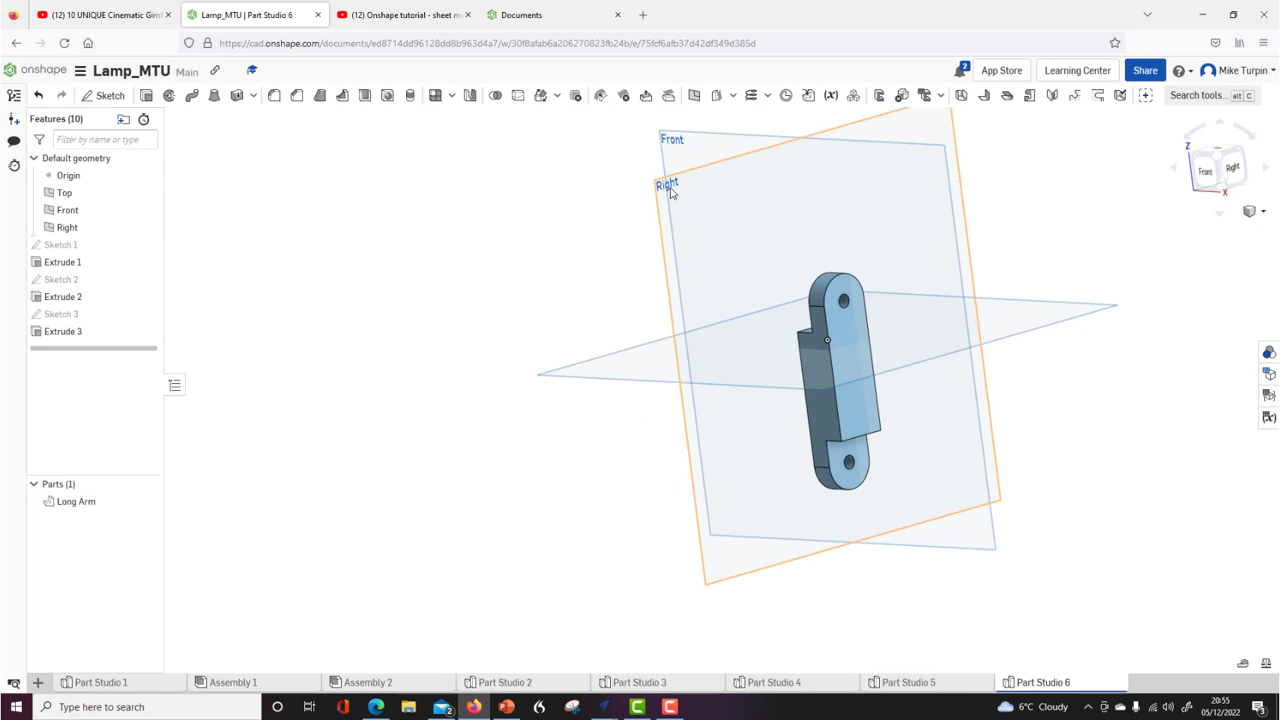 (12) 10 UNIQUE Cinematic Gim
Lamp_MTU | Part Studio 6
(12) Onshape tutorial - sheet m
Documents
https://cad.onshape.com/documents/ed8714dd96128dd8b963d4a7/w/30f8afab6a206270823fb24b/e/75fcf6afb37d42df349d385d
onshape
Lamp_MTU
Main
2
App Store
Learning Center
Share
Mike Turpin
Sketch
Search tools...
alt C
Features (10)
Filter by name or type
Default geometry
Origin
Top
Front
Right
Sketch 1
Extrude 1
Sketch 2
Extrude 2
Sketch 3
Extrude 3
Parts (1)
Long Arm
Front
Right
Z
Front
Right
X
Part Studio 1
Assembly 1
Assembly 2
Part Studio 2
Part Studio 3
Part Studio 4
Part Studio 5
Part Studio 6
Type here to search
2
6°C Cloudy
20:55
05/12/2022